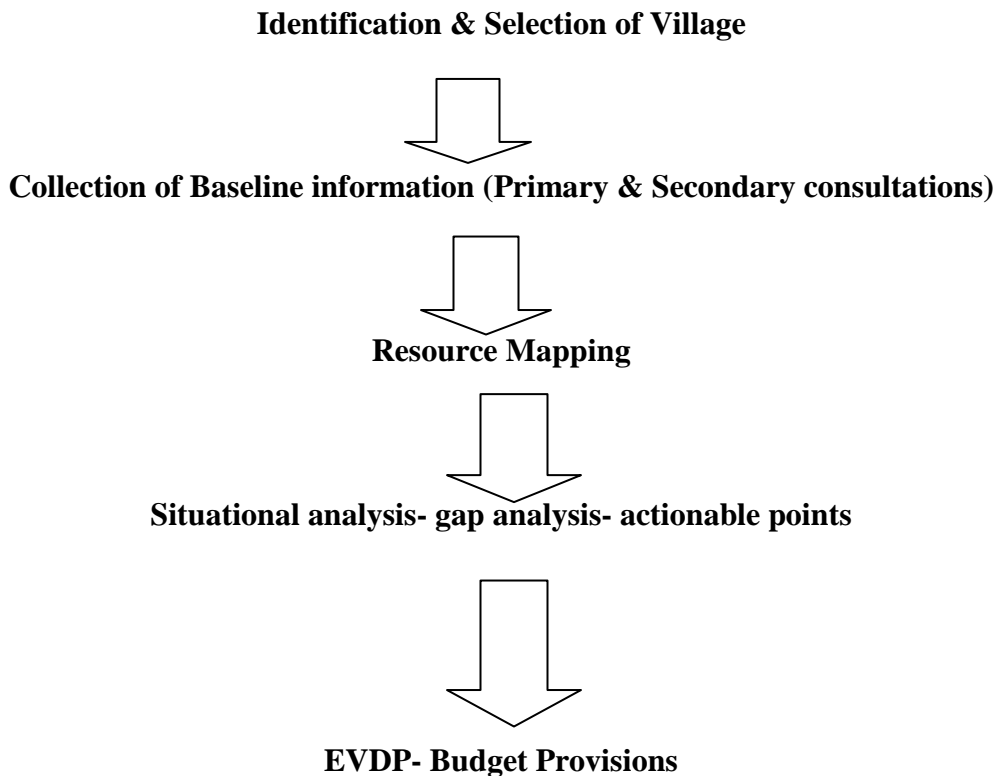 Identification & Selection of Village
Collection of Baseline information (Primary & Secondary consultations)
Resource Mapping
Situational analysis- gap analysis- actionable points
EVDP- Budget Provisions